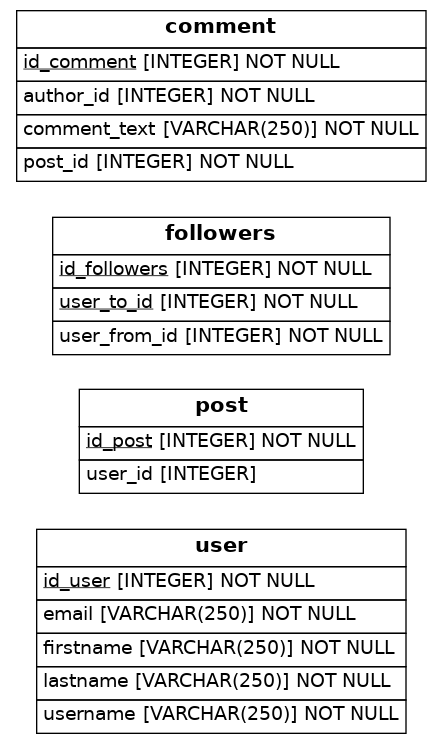 comment
id_comment [INTEGER] NOT NULL
author_id [INTEGER] NOT NULL
comment_text [VARCHAR(250)] NOT NULL
post_id [INTEGER] NOT NULL
followers
id_followers [INTEGER] NOT NULL
user_to_id [INTEGER] NOT NULL
user_from_id [INTEGER] NOT NULL
post
id_post [INTEGER] NOT NULL
user_id [INTEGER]
user
id_user [INTEGER] NOT NULL
email [VARCHAR(250)] NOT NULL
firstname [VARCHAR(250)] NOT NULL
lastname [VARCHAR(250)] NOT NULL
username [VARCHAR(250)] NOT NULL